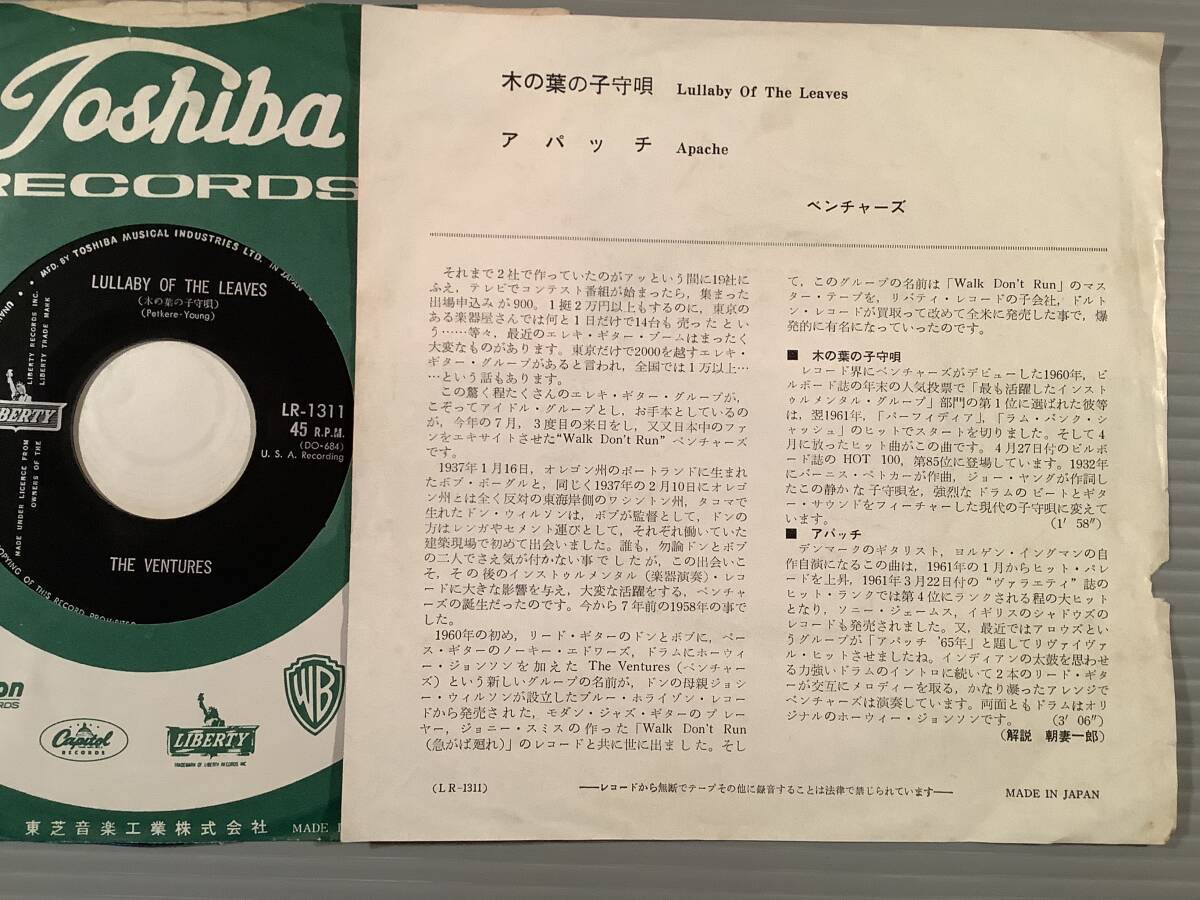 Toshiba
RECORDS
MFD. BY TOSHIBA MUSICAL INDUSTRIES LTD. IN JAPAN
LULLABY OF THE LEAVES
(木の葉の子守唄)
(Petkere-Young)
LIBERTY RECORDS INC.
LIBERTY TRADE MARK
LIBERTY
MADE UNDER LICENCE FROM
OWNERS OF THE
LR-1311
45 R.P.M.
(DO-684)
U. S. A. Recording
THE VENTURES
COPYING OF THIS RECORD PROHIBITED
Capitol
RECORDS
LIBERTY
TRADEMARK OF LIBERTY RECORDS INC
WB
東芝音楽工業株式会社 MADE I
木の葉の子守唄 Lullaby Of The Leaves
アパッチ Apache
ベンチャーズ
それまで2社で作っていたのがアッという間に19社に
ふえ,テレビでコンテスト番組が始まったら,集まった
出場申込みが900。1挺2万円以上もするのに,東京の
ある楽器屋さんでは何と1日だけで14台も売ったとい
う……等々,最近のエレキ・ギター・ブームはまったく
大変なものがあります。東京だけで2000を越すエレキ・
ギター・グループがあると言われ,全国では1万以上…
…という話もあります。
この驚く程たくさんのエレキ・ギター・グループが,
こぞってアイドル・グループとし,お手本としているの
が,今年の7月,3度目の来日をし,又又日本中のファ
ンをエキサイトさせた“Walk Don't Run”ベンチャーズ
です。
1937年1月16日,オレゴン州のポートランドに生まれ
たボブ・ボーグルと,同じく1937年の2月10日にオレゴ
ン州とは全く反対の東海岸側のワシントン州,タコマで
生れたドン・ウィルソンは,ボブが監督として,ドンの
方はレンガやセメント運びとして,それぞれ働いていた
建築現場で初めて出会いました。誰も,勿論ドンとボブ
の二人でさえ気が付かない事でしたが,この出会いこ
そ,その後のインストゥルメンタル(楽器演奏)・レコ
ードに大きな影響を与え,大変な活躍をする,ベンチャ
ーズの誕生だったのです。今から7年前の1958年の事で
した。
1960年の初め,リード・ギターのドンとボブに,ベー
ス・ギターのノーキー・エドワーズ,ドラムにホーウィ
ー・ジョンソンを加えた The Ventures(ベンチャー
ズ)という新しいグループの名前が,ドンの母親ジョシ
ー・ウィルソンが設立したブルー・ホライゾン・レコー
ドから発売された,モダン・ジャズ・ギターのプレー
ヤー,ジョニー・スミスの作った「Walk Don't Run
(急がば廻れ)」のレコードと共に世に出ました。そし
て,このグループの名前は「Walk Don't Run」のマス
ター・テープを,リバティ・レコードの子会社,ドルト
ン・レコードが買取って改めて全米に発売した事で,爆
発的に有名になっていったのです。
■ 木の葉の子守唄
レコード界にベンチャーズがデビューした1960年,ビ
ルボード誌の年末の人気投票で「最も活躍したインスト
ゥルメンタル・グループ」部門の第1位に選ばれた彼等
は,翌1961年,「パーフィディア」,「ラム・バンク・シ
ャッシュ」のヒットでスタートを切りました。そして4
月に放ったヒット曲がこの曲です。4月27日付のビルボ
ード誌の HOT 100,第85位に登場しています。1932年
にバーニス・ペトカーが作曲,ジョー・ヤングが作詞し
たこの静かな子守唄を,強烈なドラムのビートとギタ
ー・サウンドをフィーチャーした現代の子守唄に変えて
います。 (1′58″)
■ アパッチ
デンマークのギタリスト,ヨルゲン・イングマンの自
作自演になるこの曲は,1961年の1月からヒット・パレ
ードを上昇,1961年3月22日付の“ヴァラエティ”誌の
ヒット・ランクでは第4位にランクされる程の大ヒット
となり,ソニー・ジェームス,イギリスのシャドウズの
レコードも発売されました。又,最近ではアロウズとい
うグループが「アパッチ '65年」と題してリヴァイヴァ
ル・ヒットさせましたね。インディアンの太鼓を思わせ
る力強いドラムのイントロに続いて2本のリード・ギタ
ーが交互にメロディーを取る,かなり凝ったアレンジで
ベンチャーズは演奏しています。両面ともドラムはオリ
ジナルのホーウィー・ジョンソンです。 (3′06″)
(解説 朝妻一郎)
(LR-1311) ──レコードから無断でテープその他に録音することは法律で禁じられています── MADE IN JAPAN